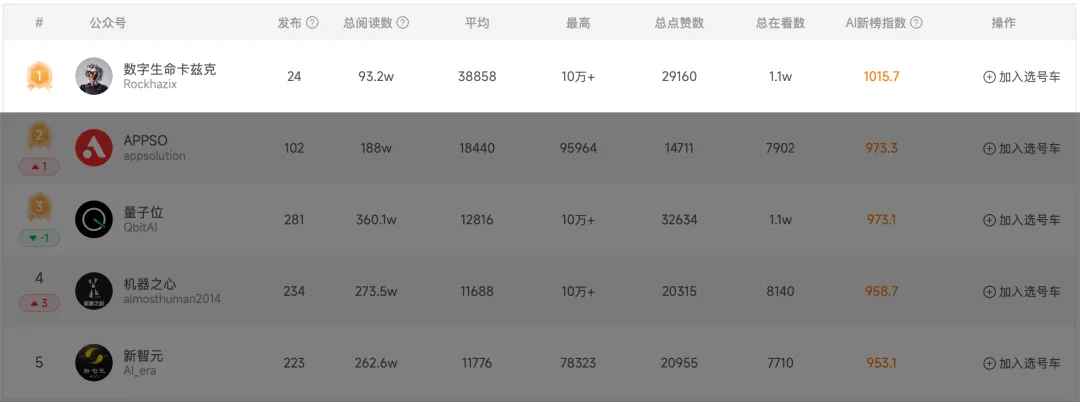 # 公众号 发布 ? 总阅读数 ? 平均 最高 总点赞数 总在看数 AI新榜指数 ? 操作
1 数字生命卡兹克 24 93.2w 38858 10万+ 29160 1.1w 1015.7 加入选号车
Rockhazix
2 APPSO 102 188w 18440 95964 14711 7902 973.3 加入选号车
1 appsolution
3 量子位 281 360.1w 12816 10万+ 32634 1.1w 973.1 加入选号车
-1 QbitAI
4 机器之心 234 273.5w 11688 10万+ 20315 8140 958.7 加入选号车
3 almosthuman2014
机器之心
5 新智元 223 262.6w 11776 78323 20955 7710 953.1 加入选号车
AI_era
新智元